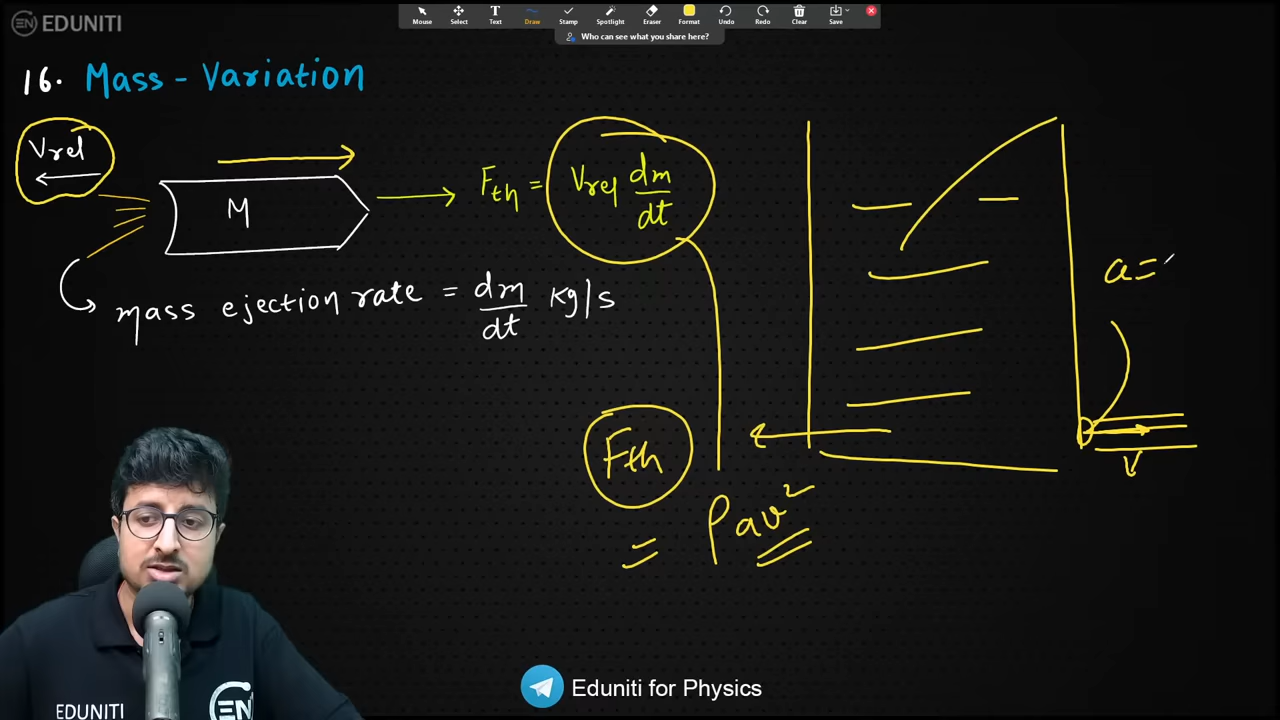 EDUNITI
Mouse Select Text Draw Stamp Spotlight Eraser Format Undo Redo Clear Save
Who can see what you share here?
16. Mass - Variation
Vrel
M
Fth = Vrel dm/dt
mass ejection rate = dm/dt kg/s
a=
Fth
= ρav²
V
Eduniti for Physics
EDUNITI
EN